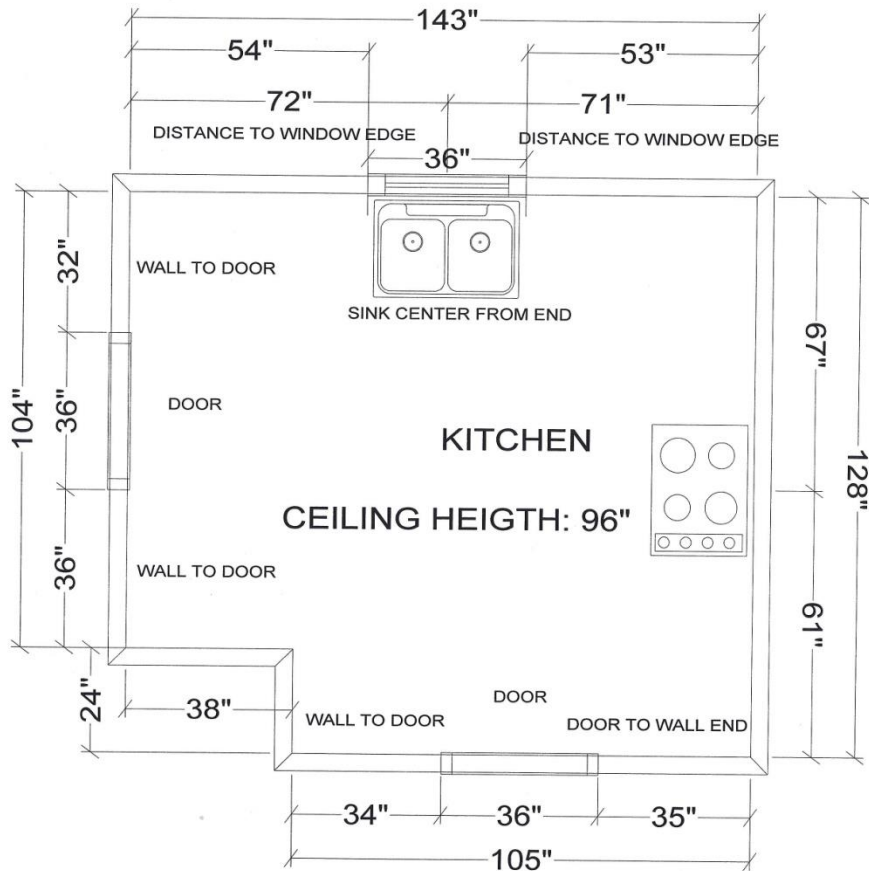 143"
54"
53"
72"
71"
DISTANCE TO WINDOW EDGE
DISTANCE TO WINDOW EDGE
36"
32"
WALL TO DOOR
SINK CENTER FROM END
67"
104"
36"
DOOR
KITCHEN
128"
CEILING HEIGTH: 96"
36"
WALL TO DOOR
61"
24"
38"
DOOR
WALL TO DOOR
DOOR TO WALL END
34"
36"
35"
105"